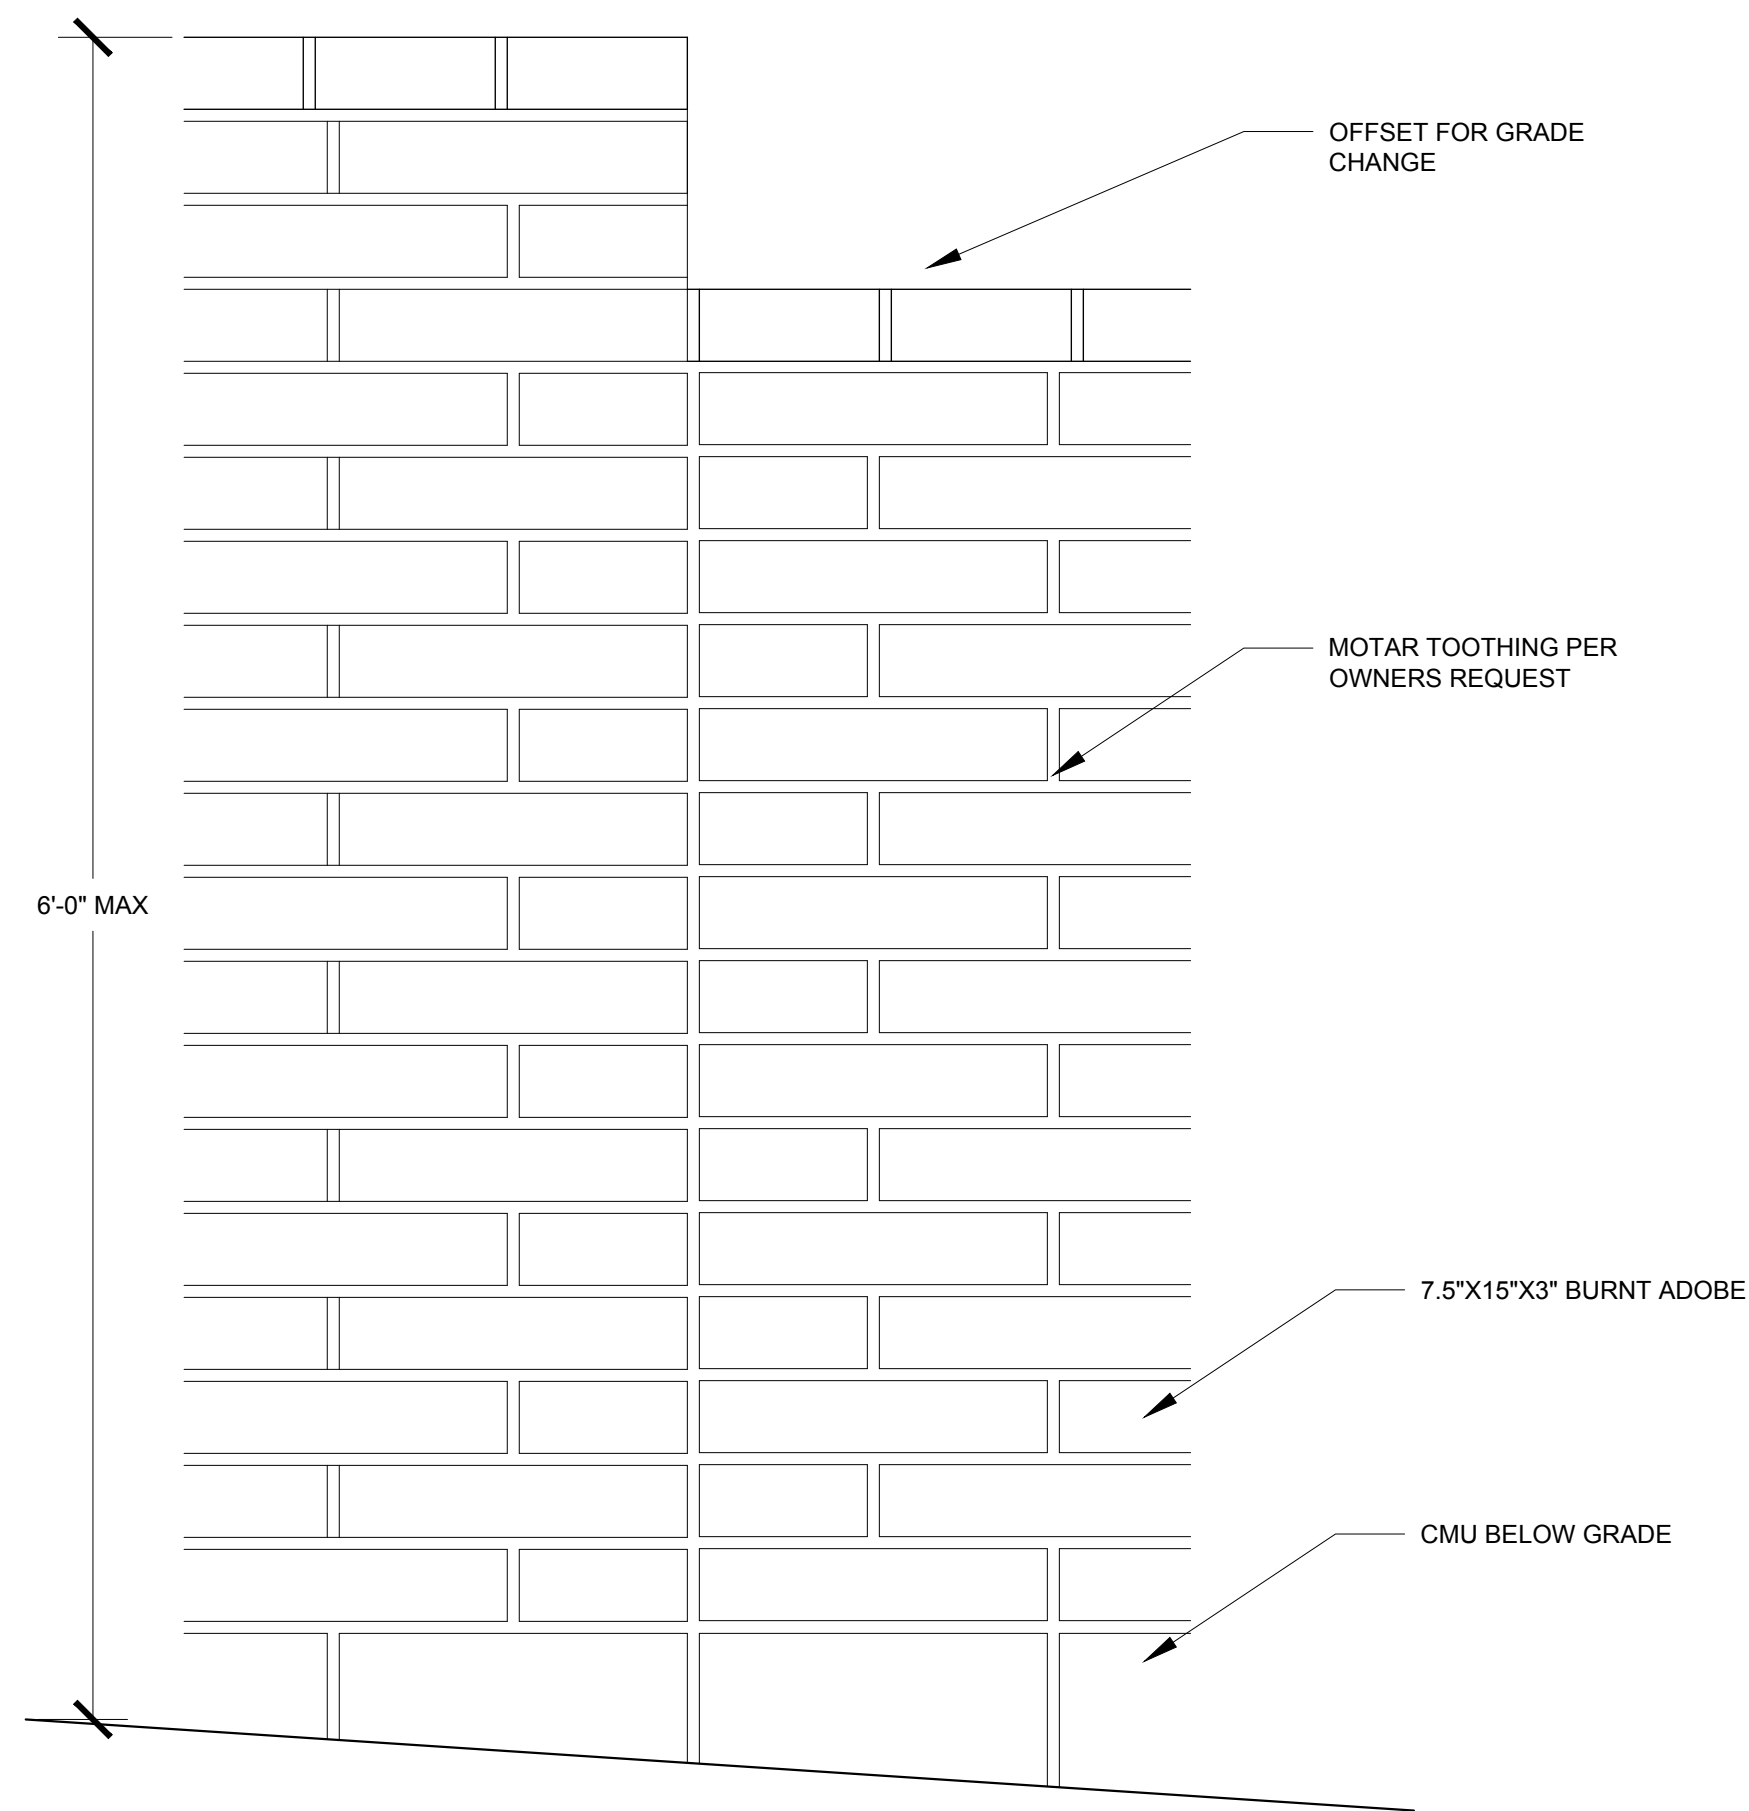 OFFSET FOR GRADE
CHANGE
MOTAR TOOTHING PER
OWNERS REQUEST
6'-0" MAX
7.5"X15"X3" BURNT ADOBE
CMU BELOW GRADE